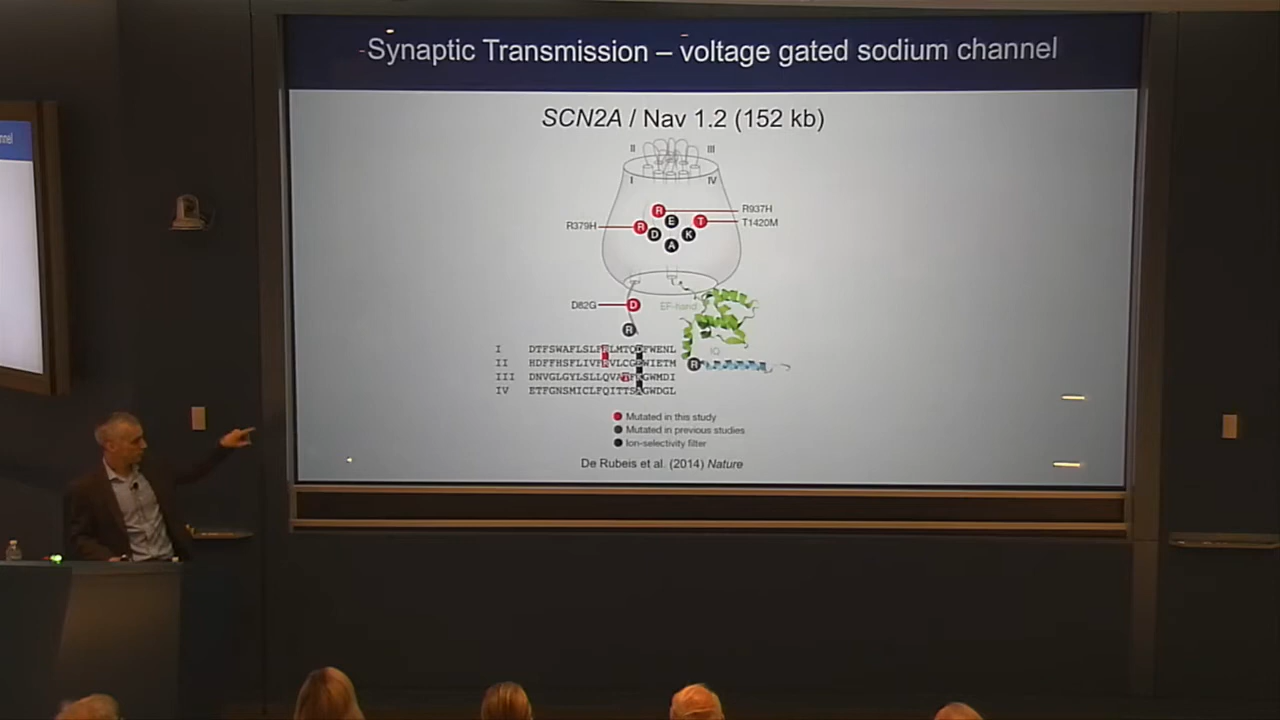 -Synaptic Transmission – voltage gated sodium channel
SCN2A / Nav 1.2 (152 kb)
II III
I IV
R R937H
R379H R E T T1420M
D K
A
D82G D EF-hand
R
I DTFSWAFLSLFRLMTQDFWENL
II HDFFHSFLIVFRVLCGEWIETM
IQ
R
III DNVGLGYLSLLQVATFKGWMDI
IV ETFGNSMICLFQITTSAGWDGL
Mutated in this study
Mutated in previous studies
Ion-selectivity filter
De Rubeis et al. (2014) Nature
nnel